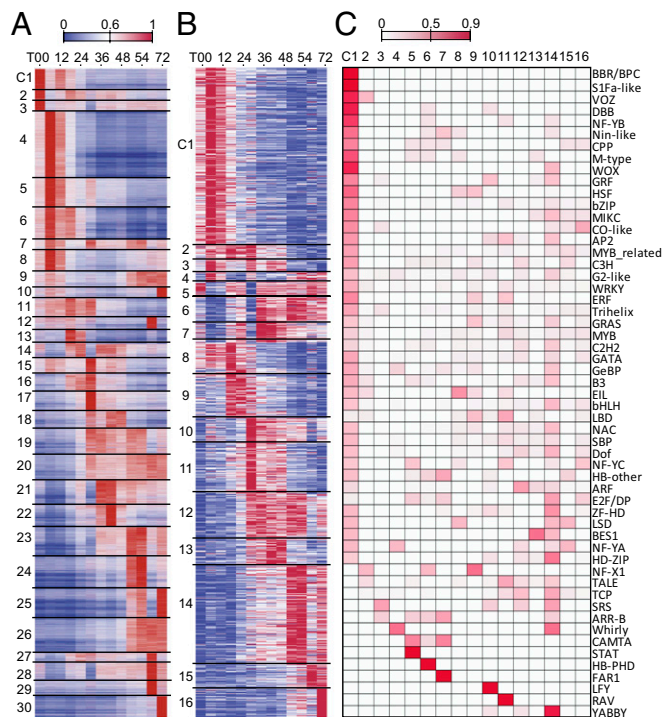 A
0 0.6 1
T00 12 24 36 48 60 72
C1
2
3
4
5
6
7
8
9
10
11
12
13
14
15
16
17
18
19
20
21
22
23
24
25
26
27
28
29
30
B
T00 12 24 36 48 60 72
C1
2
3
4
5
6
7
8
9
10
11
12
13
14
15
16
C
0 0.5 0.9
C1 2 3 4 5 6 7 8 9 10 11 12 13 14 15 16
BBR/BPC
S1Fa-like
VOZ
DBB
NF-YB
Nin-like
CPP
M-type
WOX
GRF
HSF
bZIP
MIKC
CO-like
AP2
MYB_related
C3H
G2-like
WRKY
ERF
Trihelix
GRAS
MYB
C2H2
GATA
GeBP
B3
EIL
bHLH
LBD
NAC
SBP
Dof
NF-YC
HB-other
ARF
E2F/DP
ZF-HD
LSD
BES1
NF-YA
HD-ZIP
NF-X1
TALE
TCP
SRS
ARR-B
Whirly
CAMTA
STAT
HB-PHD
FAR1
LFY
RAV
YABBY